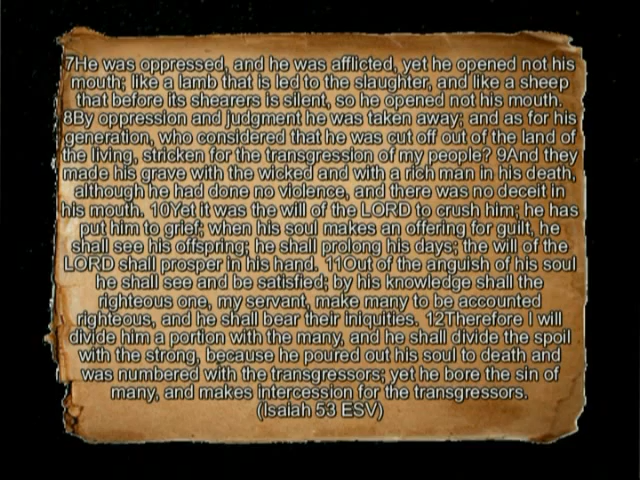 7He was oppressed, and he was afflicted, yet he opened not his
mouth; like a lamb that is led to the slaughter, and like a sheep
that before its shearers is silent, so he opened not his mouth.
8By oppression and judgment he was taken away; and as for his
generation, who considered that he was cut off out of the land of
the living, stricken for the transgression of my people? 9And they
made his grave with the wicked and with a rich man in his death,
although he had done no violence, and there was no deceit in
his mouth. 10Yet it was the will of the LORD to crush him; he has
put him to grief; when his soul makes an offering for guilt, he
shall see his offspring; he shall prolong his days; the will of the
LORD shall prosper in his hand. 11Out of the anguish of his soul
he shall see and be satisfied; by his knowledge shall the
righteous one, my servant, make many to be accounted
righteous, and he shall bear their iniquities. 12Therefore I will
divide him a portion with the many, and he shall divide the spoil
with the strong, because he poured out his soul to death and
was numbered with the transgressors; yet he bore the sin of
many, and makes intercession for the transgressors.
(Isaiah 53 ESV)